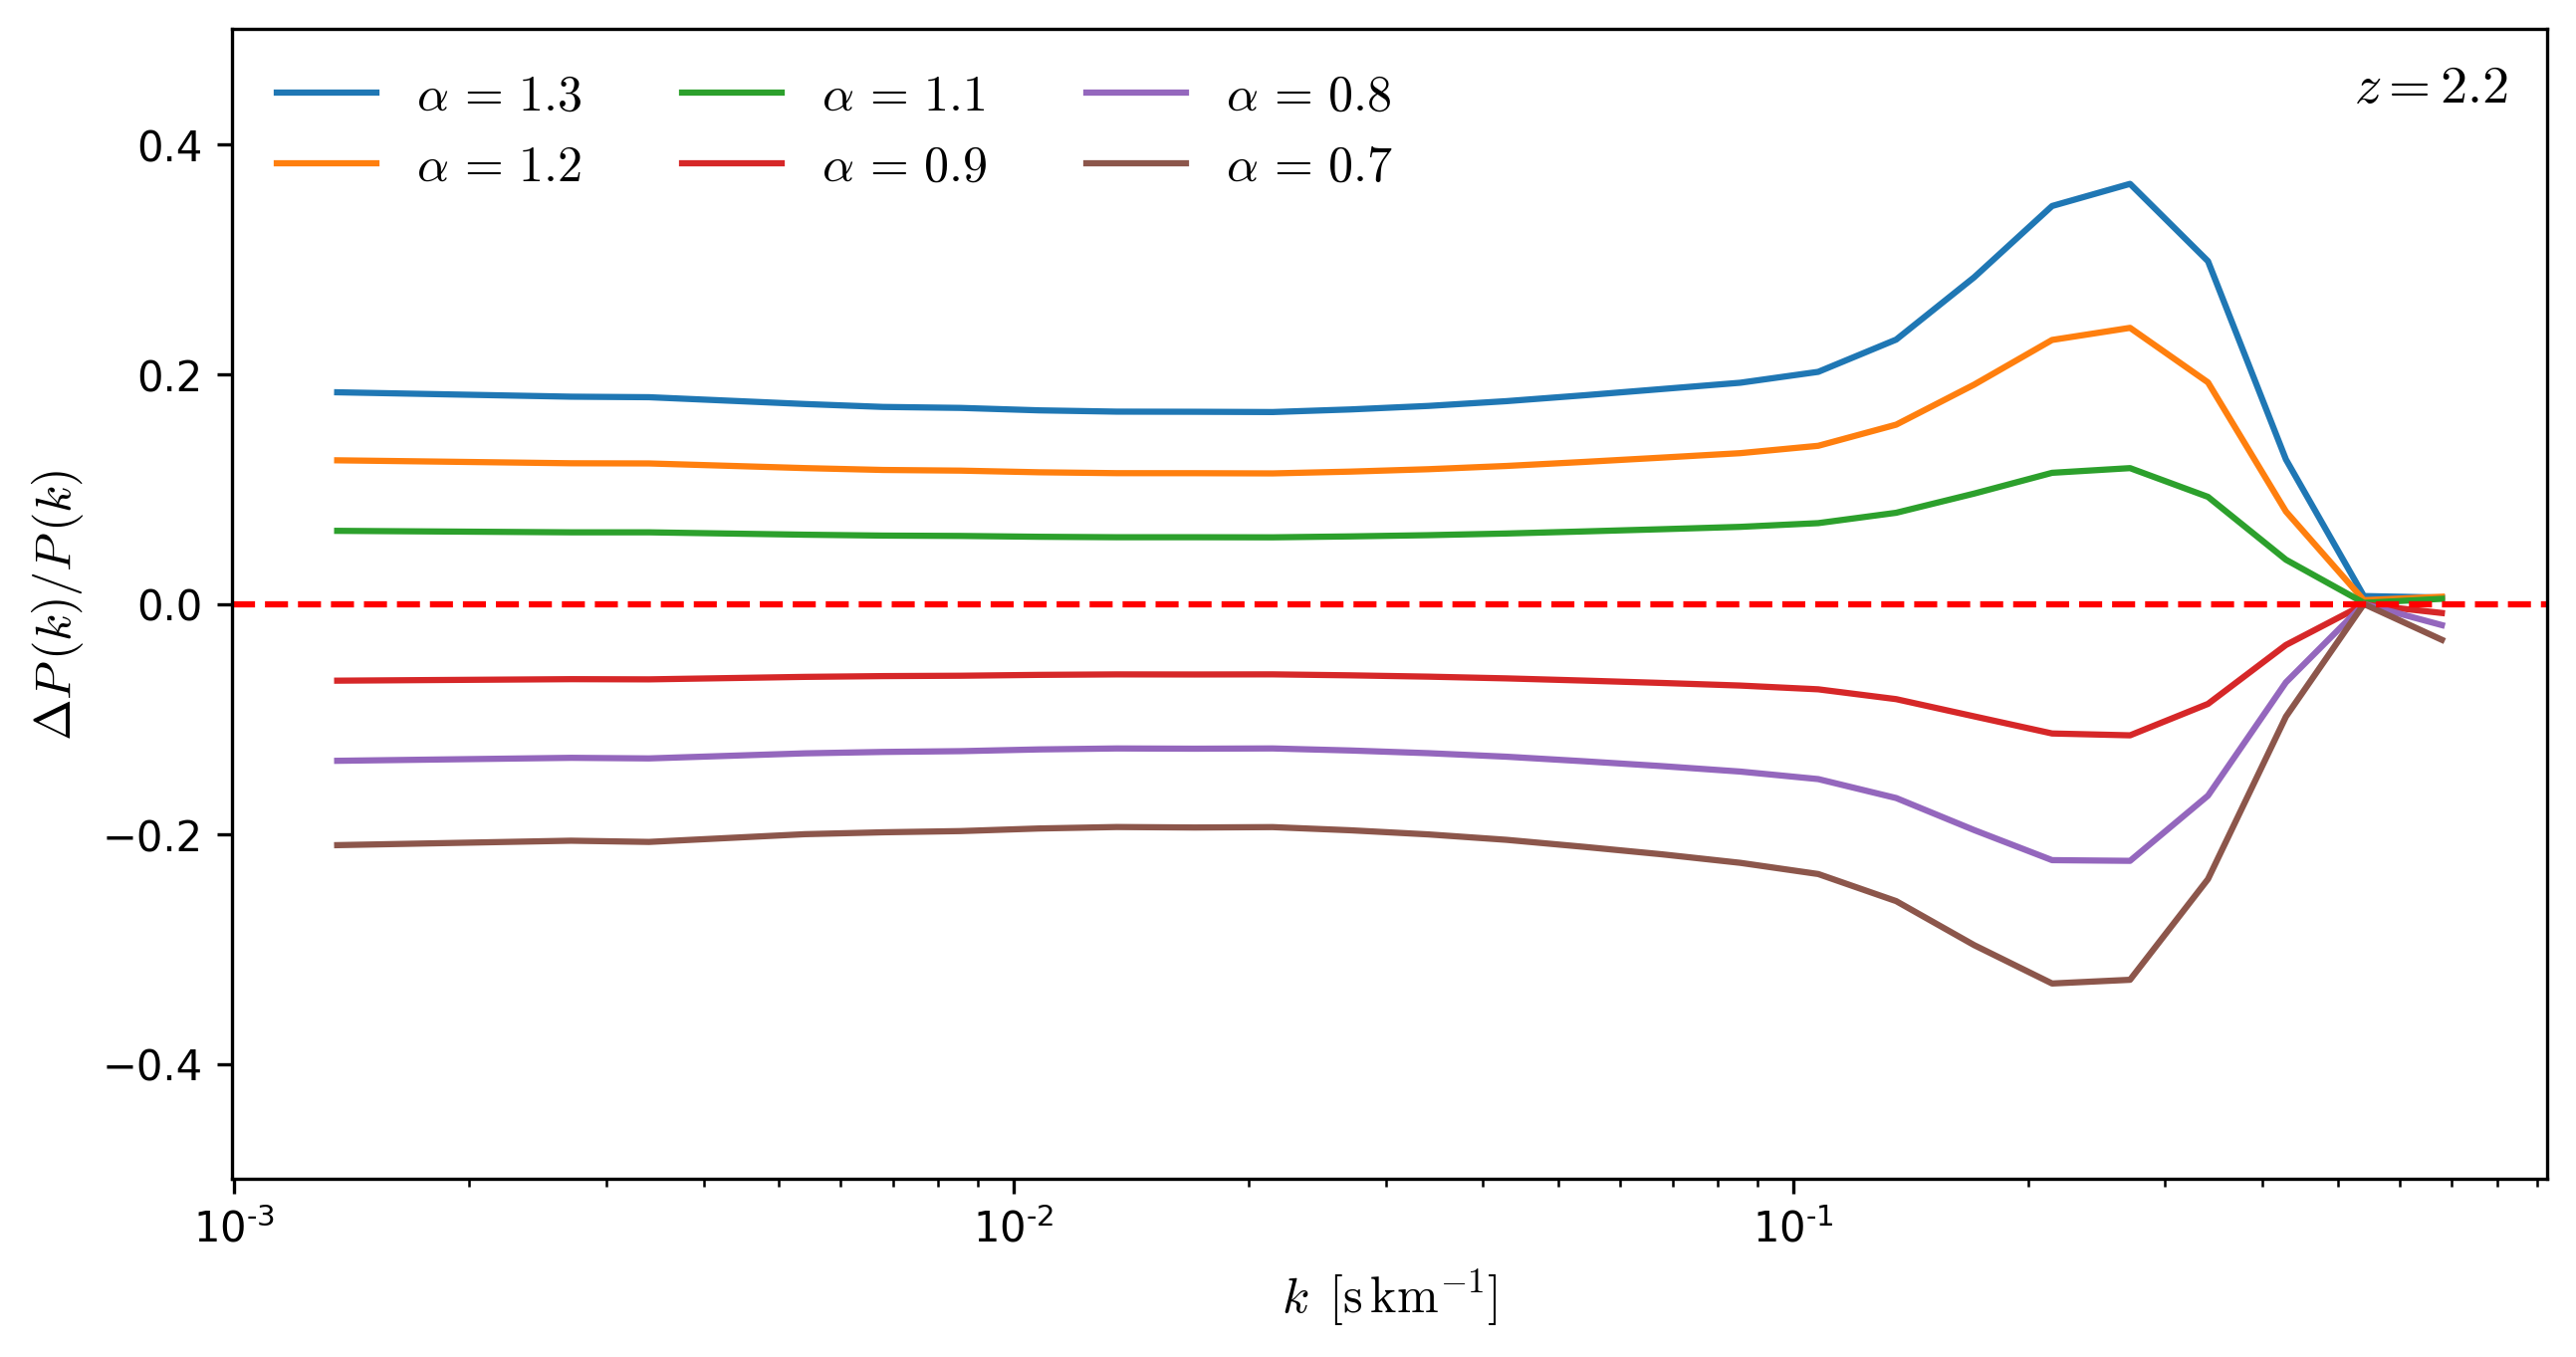 α = 1.3 α = 1.1 α = 0.8 z = 2.2
α = 1.2 α = 0.9 α = 0.7
0.4
0.2
0.0
−0.2
−0.4
ΔP(k)/P(k)
10^-3 10^-2 10^-1
k [s km^−1]